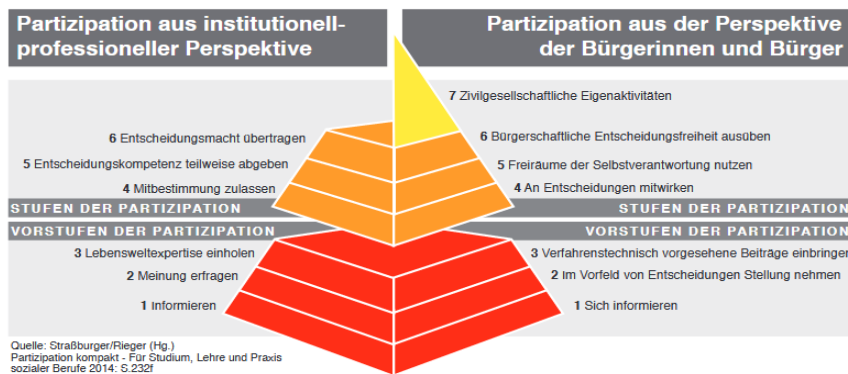 Partizipation aus institutionell-
professioneller Perspektive
Partizipation aus der Perspektive
der Bürgerinnen und Bürger
7 Zivilgesellschaftliche Eigenaktivitäten
6 Entscheidungsmacht übertragen
6 Bürgerschaftliche Entscheidungsfreiheit ausüben
5 Entscheidungskompetenz teilweise abgeben
5 Freiräume der Selbstverantwortung nutzen
4 Mitbestimmung zulassen
4 An Entscheidungen mitwirken
STUFEN DER PARTIZIPATION
STUFEN DER PARTIZIPATION
VORSTUFEN DER PARTIZIPATION
VORSTUFEN DER PARTIZIPATION
3 Lebensweltexpertise einholen
3 Verfahrenstechnisch vorgesehene Beiträge einbringen
2 Meinung erfragen
2 Im Vorfeld von Entscheidungen Stellung nehmen
1 Informieren
1 Sich informieren
Quelle: Straßburger/Rieger (Hg.)
Partizipation kompakt - Für Studium, Lehre und Praxis
sozialer Berufe 2014: S.232f